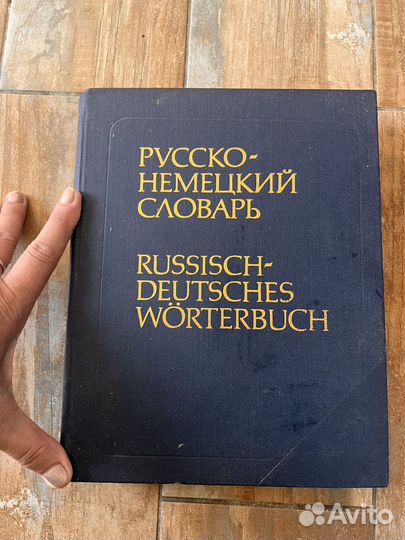 РУССКО-
НЕМЕЦКИЙ
СЛОВАРЬ
RUSSISCH-
DEUTSCHES
WÖRTERBUCH
Avito